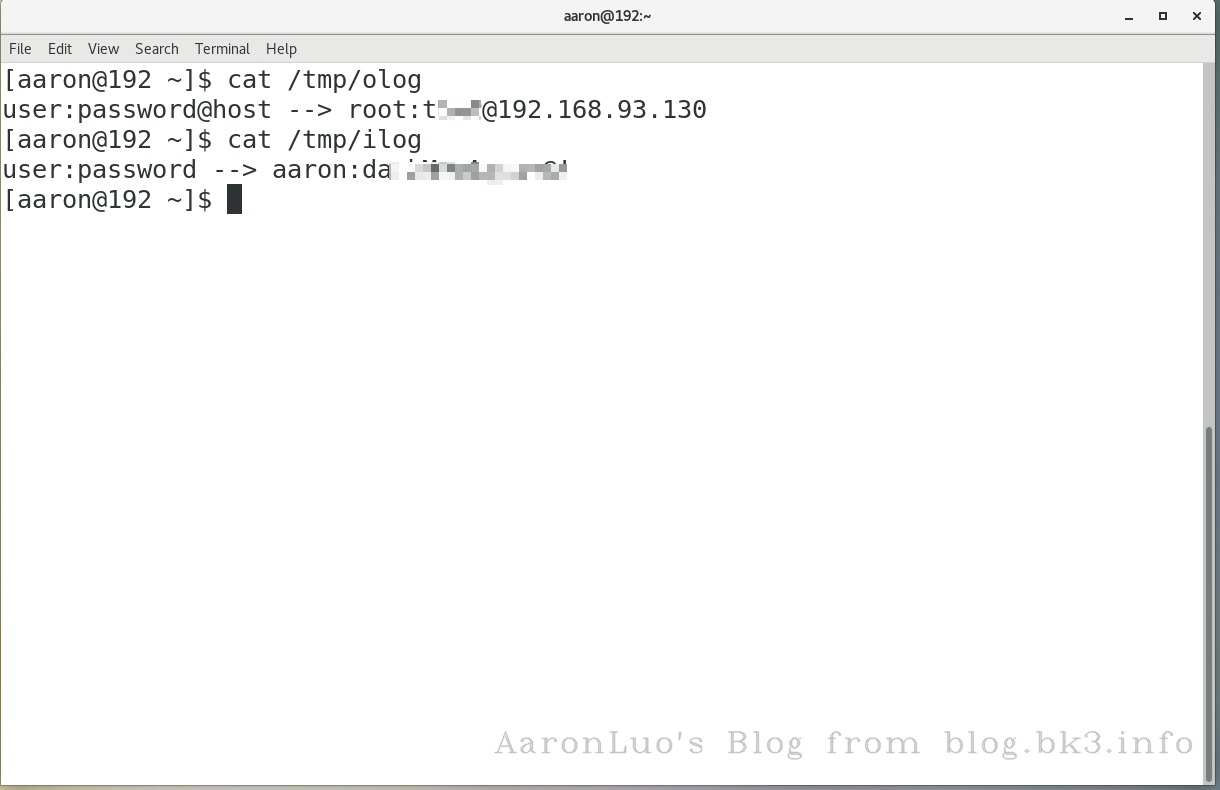 aaron@192:~
File Edit View Search Terminal Help
[aaron@192 ~]$ cat /tmp/olog
user:password@host --> root:t @192.168.93.130
[aaron@192 ~]$ cat /tmp/ilog
user:password --> aaron:da
[aaron@192 ~]$
AaronLuo's Blog from blog.bk3.info